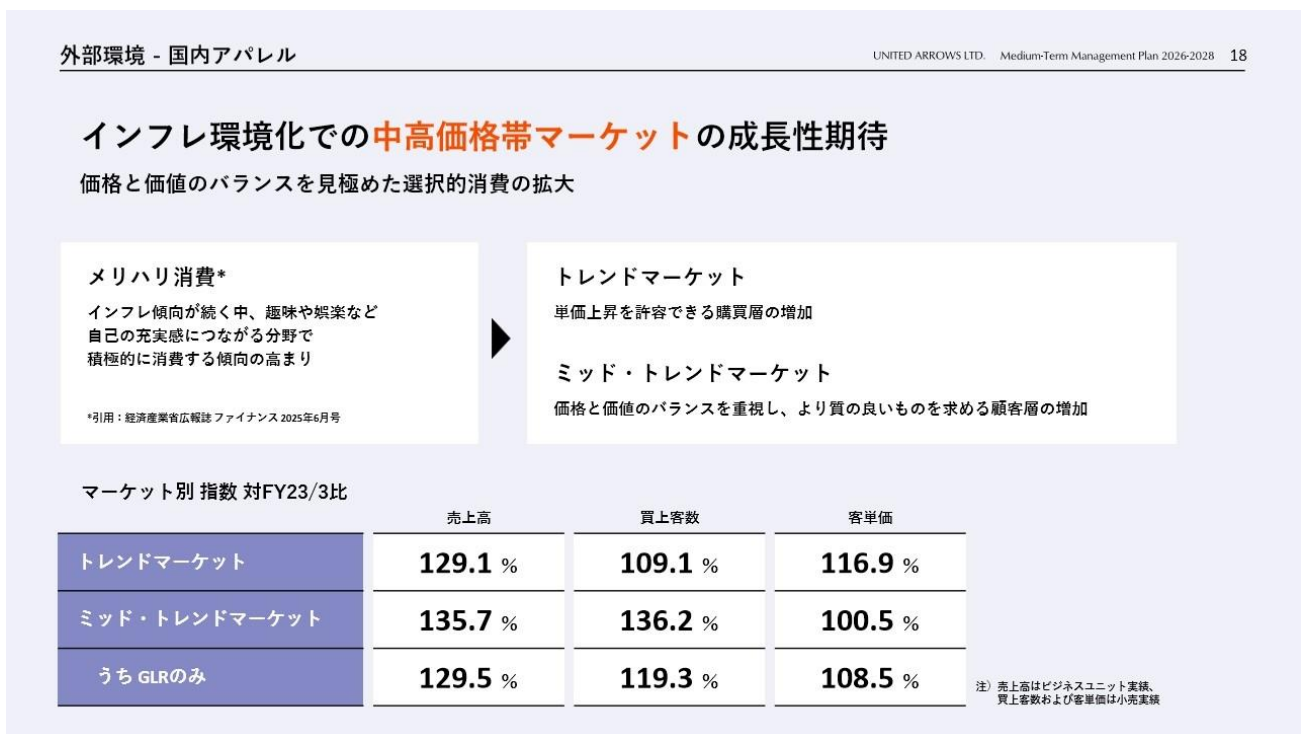 外部環境 - 国内アパレル
UNITED ARROWS LTD. Medium-Term Management Plan 2026-2028 18
インフレ環境化での中高価格帯マーケットの成長性期待
価格と価値のバランスを見極めた選択的消費の拡大
メリハリ消費*
インフレ傾向が続く中、趣味や娯楽など
自己の充実感につながる分野で
積極的に消費する傾向の高まり
*引用：経済産業省広報誌 ファイナンス 2025年6月号
トレンドマーケット
単価上昇を許容できる購買層の増加
ミッド・トレンドマーケット
価格と価値のバランスを重視し、より質の良いものを求める顧客層の増加
マーケット別 指数 対FY23/3比
売上高 買上客数 客単価
トレンドマーケット 129.1 % 109.1 % 116.9 %
ミッド・トレンドマーケット 135.7 % 136.2 % 100.5 %
うち GLRのみ 129.5 % 119.3 % 108.5 %
注）売上高はビジネスユニット実績、
買上客数および客単価は小売実績